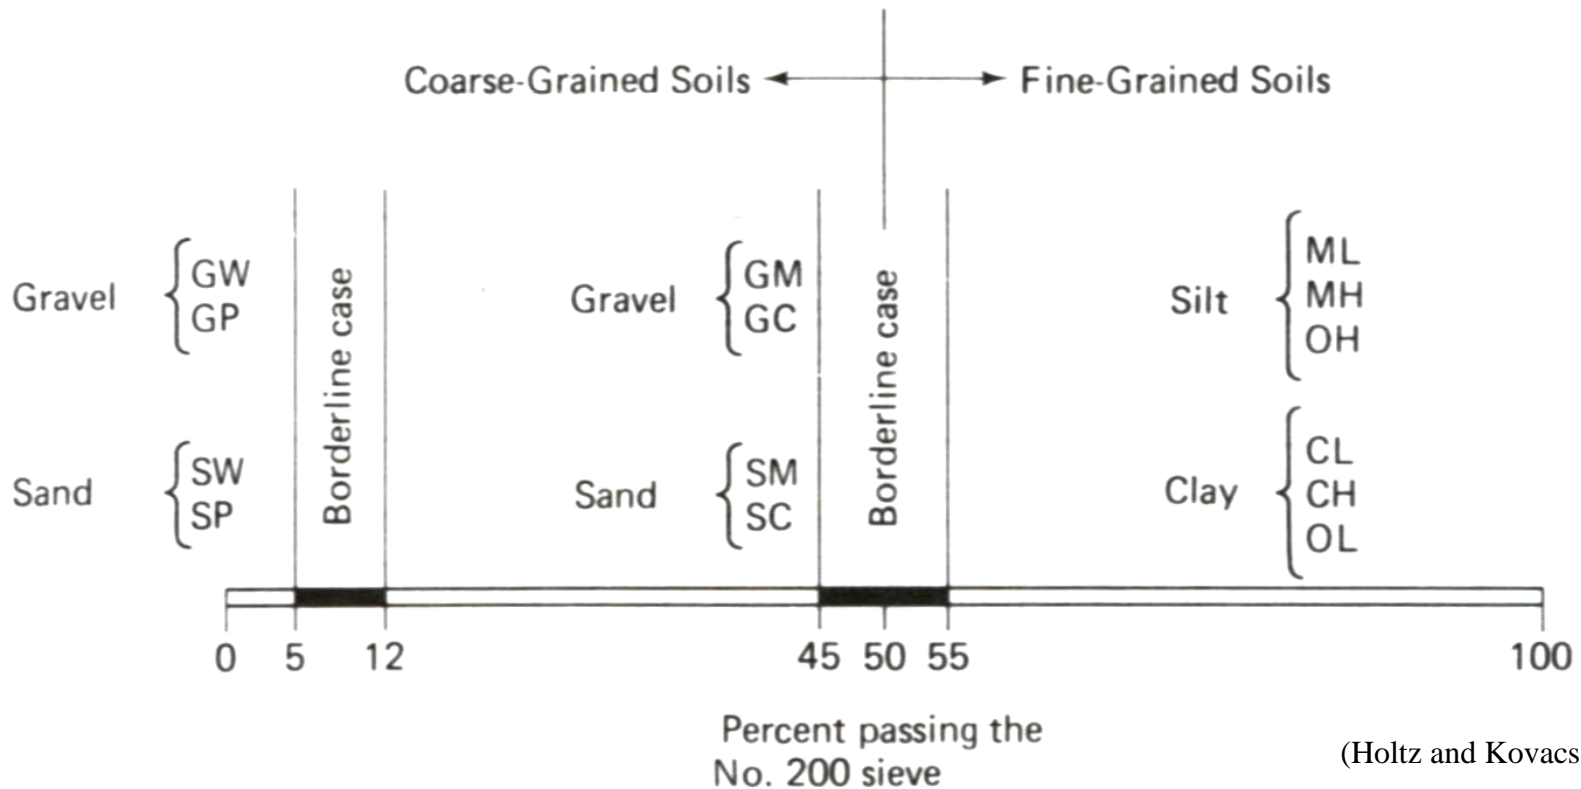 Coarse-Grained Soils
Fine-Grained Soils
Gravel
GW
GP
Borderline case
Gravel
GM
GC
Borderline case
Silt
ML
MH
OH
Sand
SW
SP
Sand
SM
SC
Clay
CL
CH
OL
0 5 12 45 50 55 100
Percent passing the
No. 200 sieve
(Holtz and Kovacs